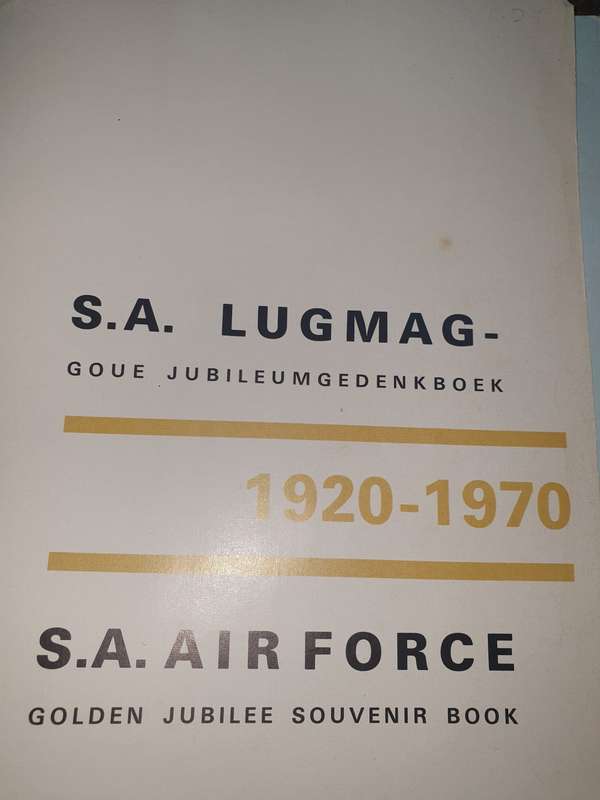 S.A. LUGMAG-
GOUE JUBILEUMGEDENKBOEK
1920-1970
S.A. AIR FORCE
GOLDEN JUBILEE SOUVENIR BOOK